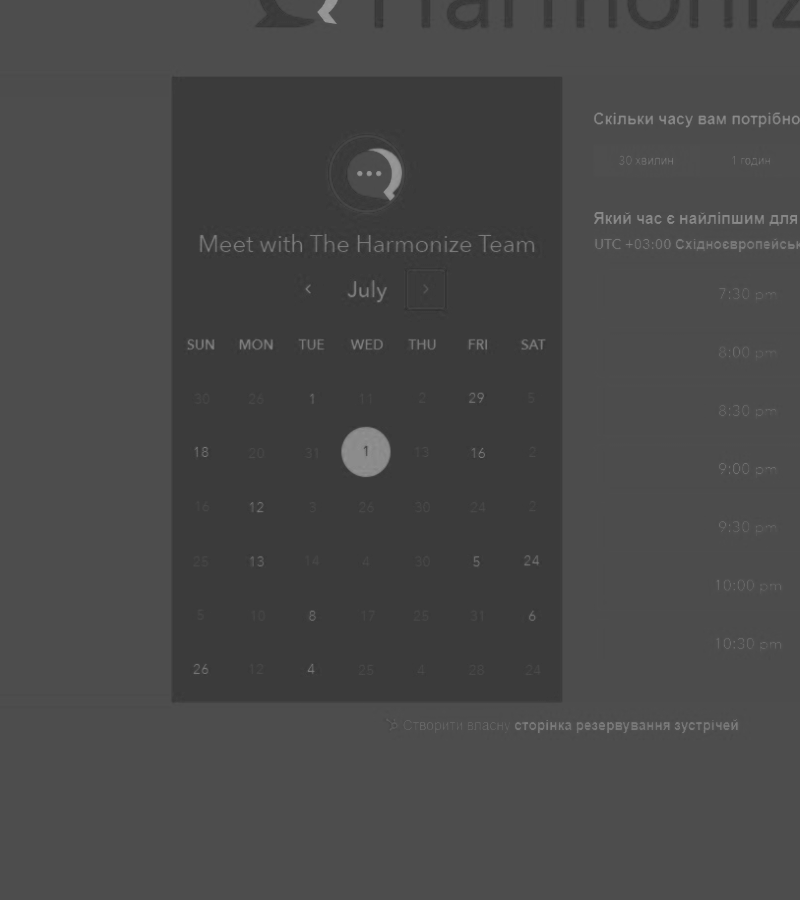 Harmoniz
Скільки часу вам потрібно
30 хвилин 1 годин
Meet with The Harmonize Team
Який час є найліпшим для
UTC +03:00 Східноєвропейськ
July
7:30 pm
SUN MON TUE WED THU FRI SAT
8:00 pm
30 26 1 11 2 29 5
8:30 pm
18 20 31 1 13 16 2
9:00 pm
16 12 3 26 30 24 2
9:30 pm
25 13 14 4 30 5 24
10:00 pm
5 10 8 17 25 31 6
10:30 pm
26 12 4 25 4 28 24
Створити власну сторінка резервування зустрічей